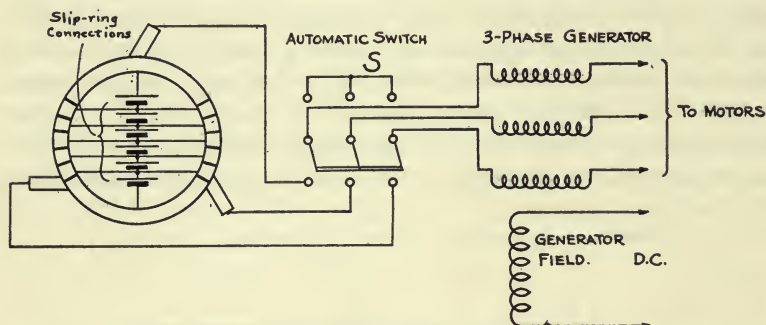 Slip-ring
Connections
AUTOMATIC SWITCH
S
3-PHASE GENERATOR
TO MOTORS
GENERATOR
FIELD. D.C.